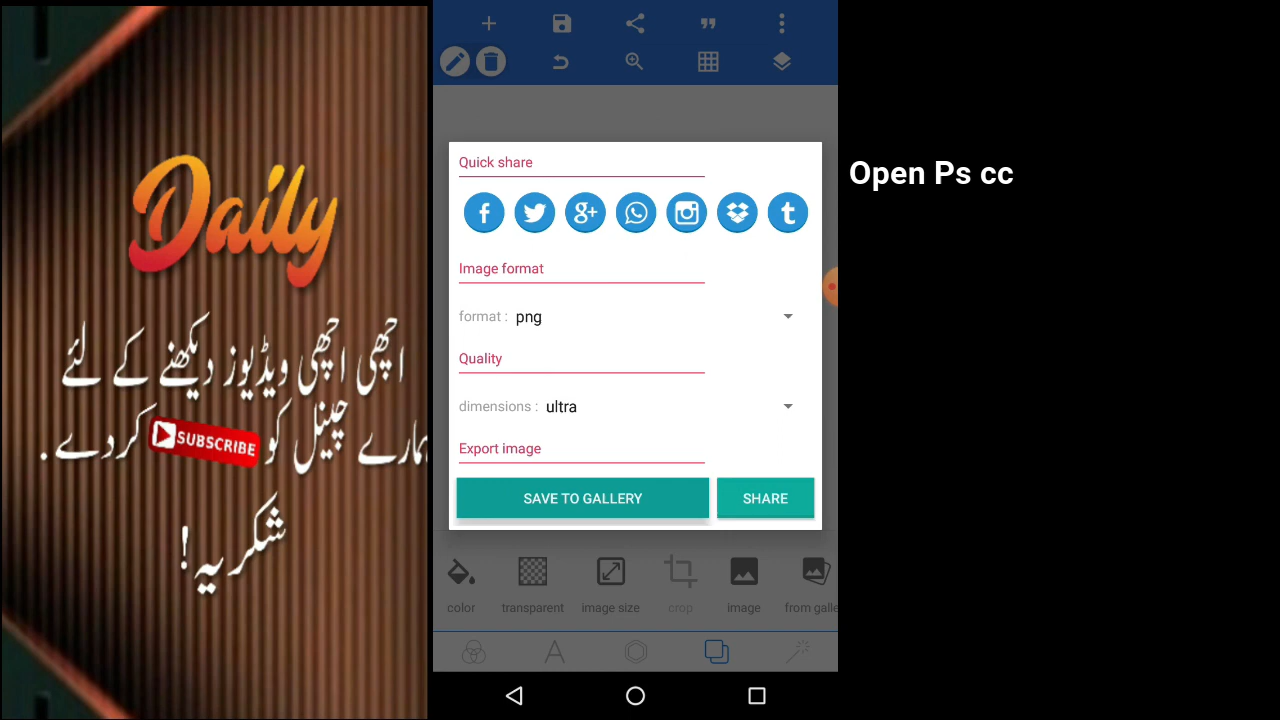 Daily
اچھی اچھی ویڈیوز دیکھنے کے لئے
ہمارے چینل کو SUBSCRIBE کردے.
شکریہ!
Quick share
Image format
format : png
Quality
dimensions : ultra
Export image
SAVE TO GALLERY
SHARE
color
transparent
image size
crop
image
from galle
Open Ps cc